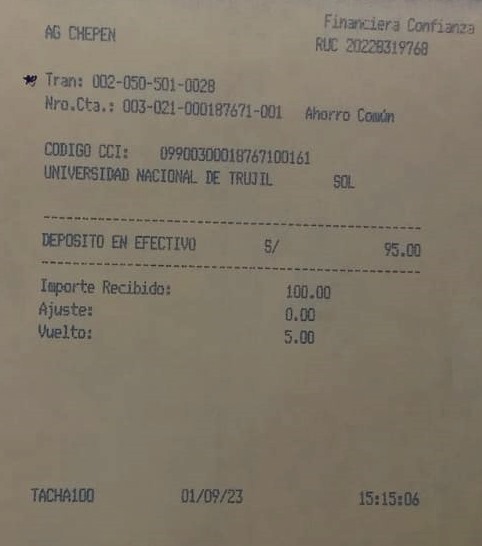 AG CHEPEN Financiera Confianza
RUC 20228319768
Tran: 002-050-501-0028
Nro.Cta.: 003-021-000187671-001 Ahorro Común
CODIGO CCI: 09900300018767100161
UNIVERSIDAD NACIONAL DE TRUJIL SOL
DEPOSITO EN EFECTIVO S/ 95.00
Importe Recibido: 100.00
Ajuste: 0.00
Vuelto: 5.00
TACHA100 01/09/23 15:15:06